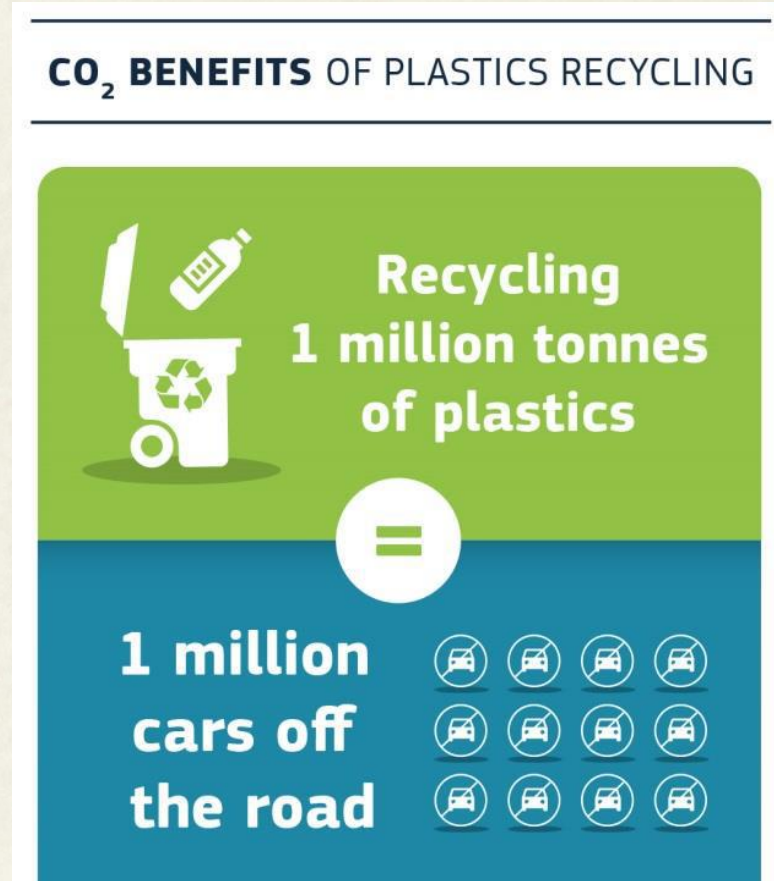 CO₂ BENEFITS OF PLASTICS RECYCLING
Recycling
1 million tonnes
of plastics
=
1 million
cars off
the road